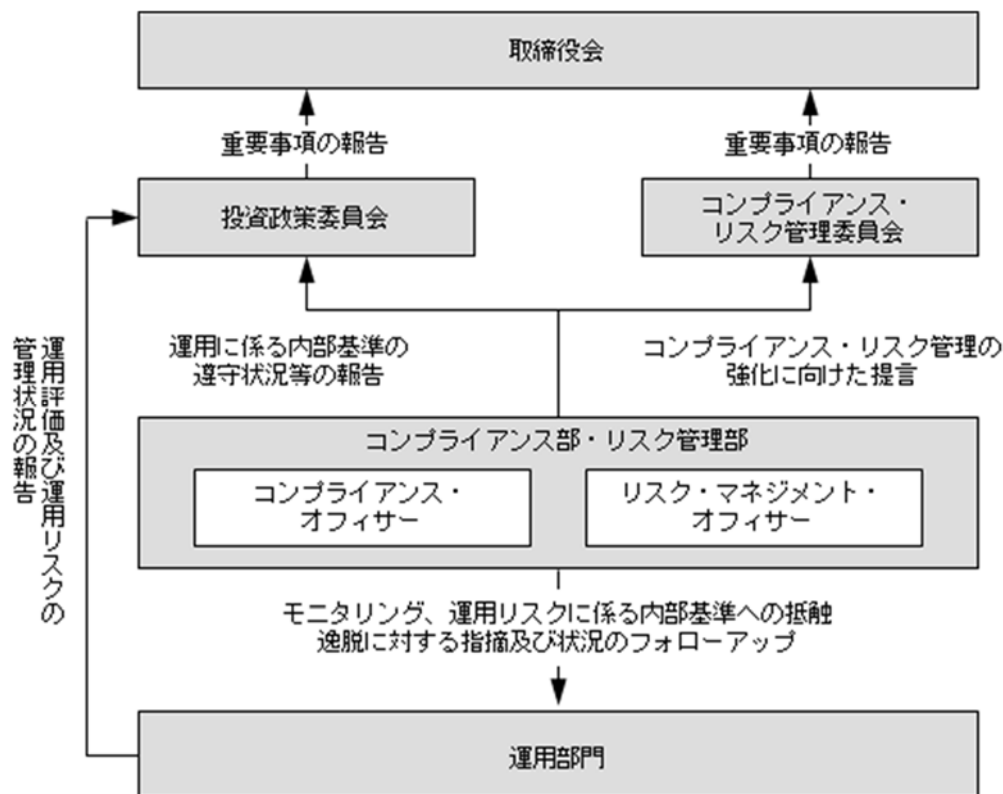 取締役会
重要事項の報告
重要事項の報告
投資政策委員会
コンプライアンス・
リスク管理委員会
運用に係る内部基準の
遵守状況等の報告
コンプライアンス・リスク管理の
強化に向けた提言
運用評価及び運用リスクの
管理状況の報告
コンプライアンス部・リスク管理部
コンプライアンス・
オフィサー
リスク・マネジメント・
オフィサー
モニタリング、運用リスクに係る内部基準への抵触
逸脱に対する指摘及び状況のフォローアップ
運用部門